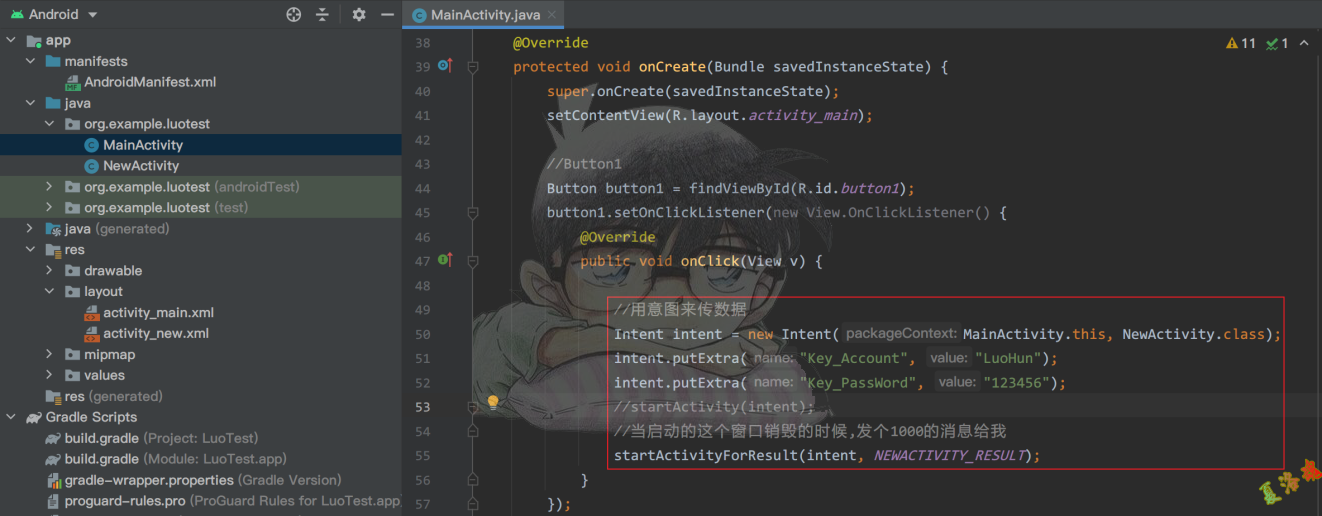 Android
MainActivity.java
app
manifests
AndroidManifest.xml
java
org.example.luotest
MainActivity
NewActivity
org.example.luotest (androidTest)
org.example.luotest (test)
java (generated)
res
drawable
layout
activity_main.xml
activity_new.xml
mipmap
values
res (generated)
Gradle Scripts
build.gradle (Project: LuoTest)
build.gradle (Module: LuoTest.app)
gradle-wrapper.properties (Gradle Version)
proguard-rules.pro (ProGuard Rules for LuoTest.app)
11 1
38 @Override
39 protected void onCreate(Bundle savedInstanceState) {
40 super.onCreate(savedInstanceState);
41 setContentView(R.layout.activity_main);
42
43 //Button1
44 Button button1 = findViewById(R.id.button1);
45 button1.setOnClickListener(new View.OnClickListener() {
46 @Override
47 public void onClick(View v) {
48
49 //用意图来传数据
50 Intent intent = new Intent( packageContext: MainActivity.this, NewActivity.class);
51 intent.putExtra( name: "Key_Account", value: "LuoHun");
52 intent.putExtra( name: "Key_PassWord", value: "123456");
53 //startActivity(intent);
54 //当启动的这个窗口销毁的时候,发个1000的消息给我
55 startActivityForResult(intent, NEWACTIVITY_RESULT);
56 }
57 });